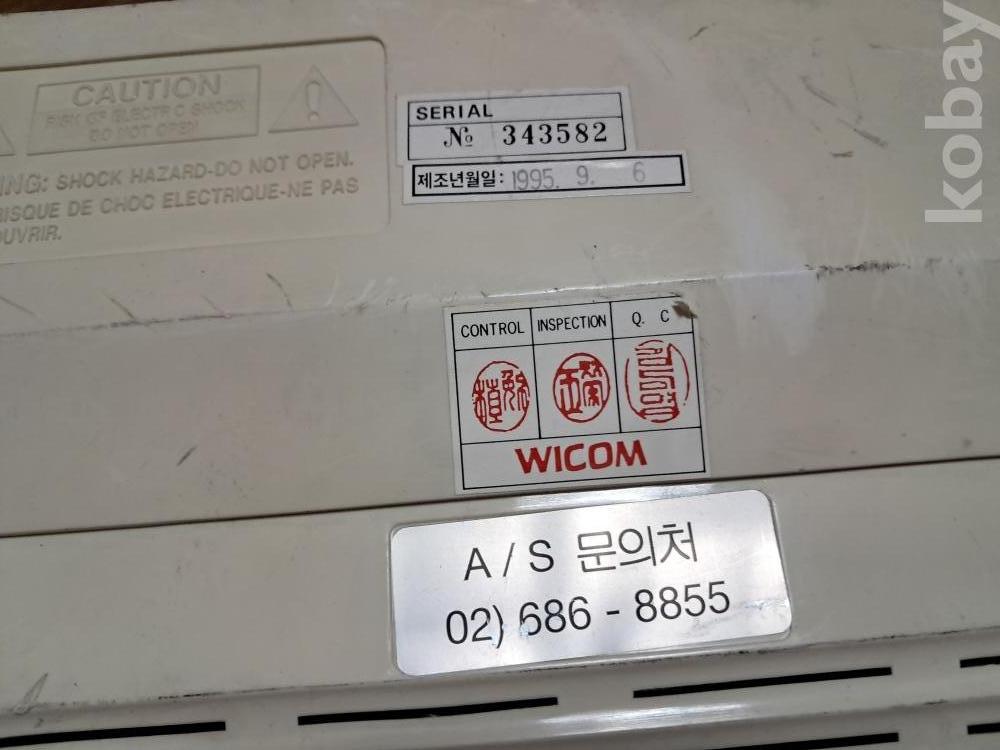 CAUTION
RISK OF ELECTRIC SHOCK
DO NOT OPEN
NING: SHOCK HAZARD-DO NOT OPEN.
RISQUE DE CHOC ELECTRIQUE-NE PAS
OUVRIR.
SERIAL
№ 343582
제조년월일: 1995. 9. 6
CONTROL INSPECTION Q. C
WICOM
A / S 문의처
02) 686 - 8855
kobay